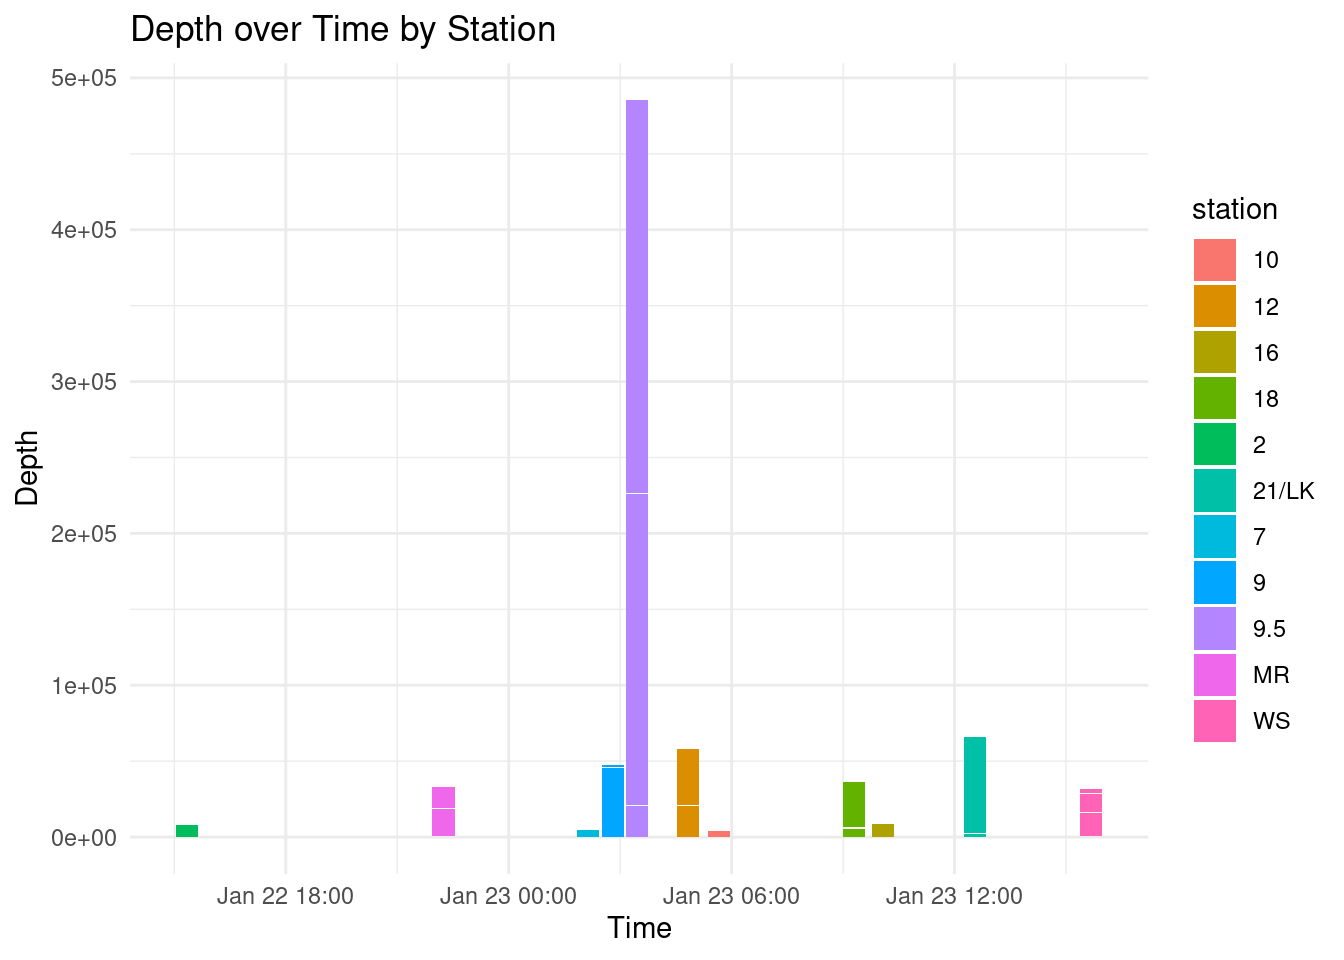 Depth over Time by Station
5e+05
4e+05
3e+05
2e+05
1e+05
0e+00
Depth
Jan 22 18:00
Jan 23 00:00
Jan 23 06:00
Jan 23 12:00
Time
station
10
12
16
18
2
21/LK
7
9
9.5
MR
WS